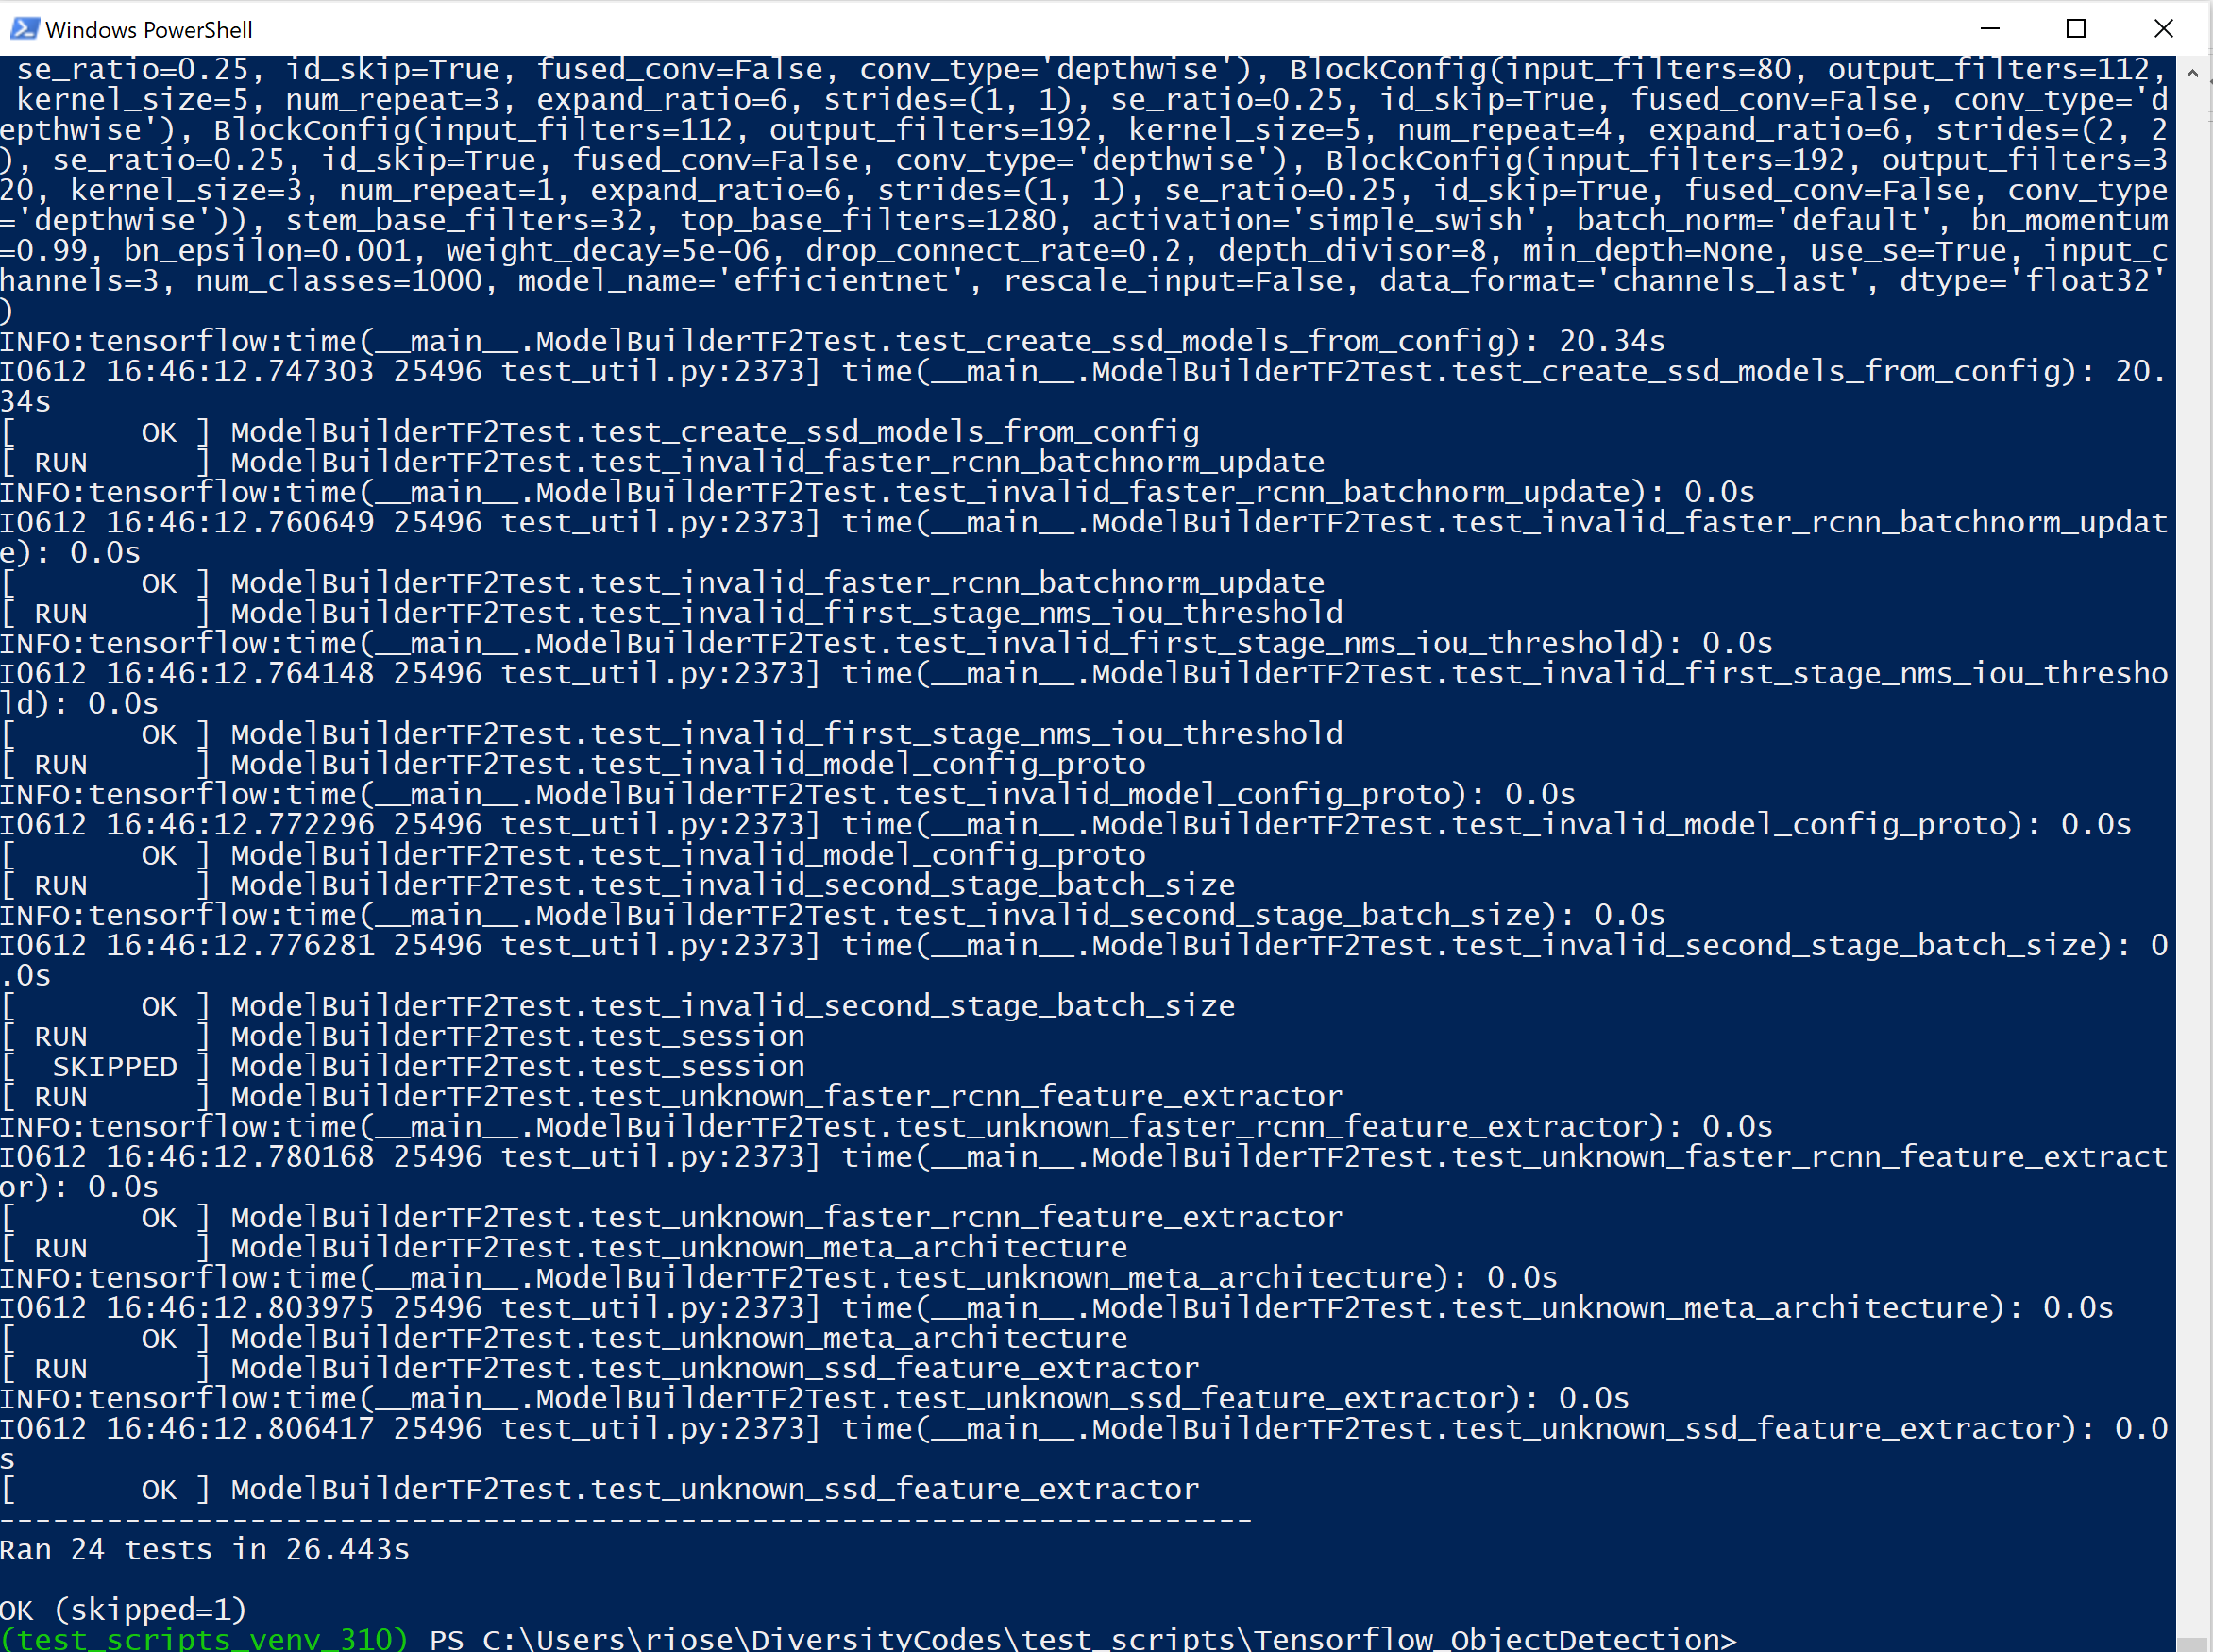 Windows PowerShell
se_ratio=0.25, id_skip=True, fused_conv=False, conv_type='depthwise'), BlockConfig(input_filters=80, output_filters=112,
kernel_size=5, num_repeat=3, expand_ratio=6, strides=(1, 1), se_ratio=0.25, id_skip=True, fused_conv=False, conv_type='d
epthwise'), BlockConfig(input_filters=112, output_filters=192, kernel_size=5, num_repeat=4, expand_ratio=6, strides=(2, 2
), se_ratio=0.25, id_skip=True, fused_conv=False, conv_type='depthwise'), BlockConfig(input_filters=192, output_filters=3
20, kernel_size=3, num_repeat=1, expand_ratio=6, strides=(1, 1), se_ratio=0.25, id_skip=True, fused_conv=False, conv_type
='depthwise')), stem_base_filters=32, top_base_filters=1280, activation='simple_swish', batch_norm='default', bn_momentum
=0.99, bn_epsilon=0.001, weight_decay=5e-06, drop_connect_rate=0.2, depth_divisor=8, min_depth=None, use_se=True, input_c
hannels=3, num_classes=1000, model_name='efficientnet', rescale_input=False, data_format='channels_last', dtype='float32'
)
INFO:tensorflow:time(__main__.ModelBuilderTF2Test.test_create_ssd_models_from_config): 20.34s
I0612 16:46:12.747303 25496 test_util.py:2373] time(__main__.ModelBuilderTF2Test.test_create_ssd_models_from_config): 20.
34s
[       OK ] ModelBuilderTF2Test.test_create_ssd_models_from_config
[ RUN      ] ModelBuilderTF2Test.test_invalid_faster_rcnn_batchnorm_update
INFO:tensorflow:time(__main__.ModelBuilderTF2Test.test_invalid_faster_rcnn_batchnorm_update): 0.0s
I0612 16:46:12.760649 25496 test_util.py:2373] time(__main__.ModelBuilderTF2Test.test_invalid_faster_rcnn_batchnorm_updat
e): 0.0s
[       OK ] ModelBuilderTF2Test.test_invalid_faster_rcnn_batchnorm_update
[ RUN      ] ModelBuilderTF2Test.test_invalid_first_stage_nms_iou_threshold
INFO:tensorflow:time(__main__.ModelBuilderTF2Test.test_invalid_first_stage_nms_iou_threshold): 0.0s
I0612 16:46:12.764148 25496 test_util.py:2373] time(__main__.ModelBuilderTF2Test.test_invalid_first_stage_nms_iou_thresho
ld): 0.0s
[       OK ] ModelBuilderTF2Test.test_invalid_first_stage_nms_iou_threshold
[ RUN      ] ModelBuilderTF2Test.test_invalid_model_config_proto
INFO:tensorflow:time(__main__.ModelBuilderTF2Test.test_invalid_model_config_proto): 0.0s
I0612 16:46:12.772296 25496 test_util.py:2373] time(__main__.ModelBuilderTF2Test.test_invalid_model_config_proto): 0.0s
[       OK ] ModelBuilderTF2Test.test_invalid_model_config_proto
[ RUN      ] ModelBuilderTF2Test.test_invalid_second_stage_batch_size
INFO:tensorflow:time(__main__.ModelBuilderTF2Test.test_invalid_second_stage_batch_size): 0.0s
I0612 16:46:12.776281 25496 test_util.py:2373] time(__main__.ModelBuilderTF2Test.test_invalid_second_stage_batch_size): 0
.0s
[       OK ] ModelBuilderTF2Test.test_invalid_second_stage_batch_size
[ RUN      ] ModelBuilderTF2Test.test_session
[  SKIPPED ] ModelBuilderTF2Test.test_session
[ RUN      ] ModelBuilderTF2Test.test_unknown_faster_rcnn_feature_extractor
INFO:tensorflow:time(__main__.ModelBuilderTF2Test.test_unknown_faster_rcnn_feature_extractor): 0.0s
I0612 16:46:12.780168 25496 test_util.py:2373] time(__main__.ModelBuilderTF2Test.test_unknown_faster_rcnn_feature_extract
or): 0.0s
[       OK ] ModelBuilderTF2Test.test_unknown_faster_rcnn_feature_extractor
[ RUN      ] ModelBuilderTF2Test.test_unknown_meta_architecture
INFO:tensorflow:time(__main__.ModelBuilderTF2Test.test_unknown_meta_architecture): 0.0s
I0612 16:46:12.803975 25496 test_util.py:2373] time(__main__.ModelBuilderTF2Test.test_unknown_meta_architecture): 0.0s
[       OK ] ModelBuilderTF2Test.test_unknown_meta_architecture
[ RUN      ] ModelBuilderTF2Test.test_unknown_ssd_feature_extractor
INFO:tensorflow:time(__main__.ModelBuilderTF2Test.test_unknown_ssd_feature_extractor): 0.0s
I0612 16:46:12.806417 25496 test_util.py:2373] time(__main__.ModelBuilderTF2Test.test_unknown_ssd_feature_extractor): 0.0
s
[       OK ] ModelBuilderTF2Test.test_unknown_ssd_feature_extractor
----------------------------------------------------------------------
Ran 24 tests in 26.443s
OK (skipped=1)
(test_scripts_venv_310) PS C:\Users\riose\DiversityCodes\test_scripts\Tensorflow_ObjectDetection>